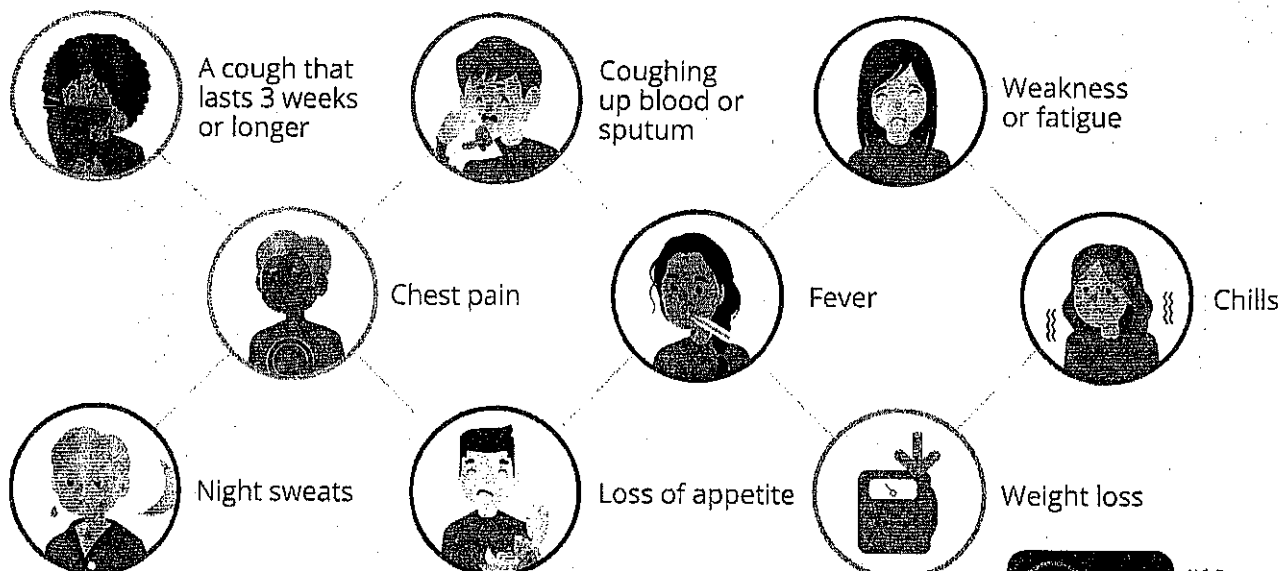 A cough that
lasts 3 weeks
or longer
Coughing
up blood or
sputum
Weakness
or fatigue
Chest pain
Fever
Chills
Night sweats
Loss of appetite
Weight loss